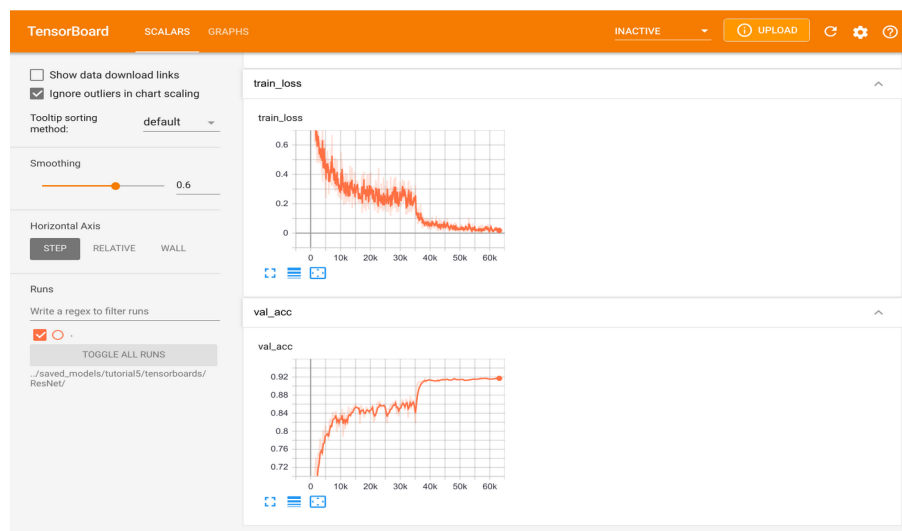 TensorBoard SCALARS GRAPHS INACTIVE UPLOAD
Show data download links
Ignore outliers in chart scaling
Tooltip sorting
method:
default
Smoothing
0.6
Horizontal Axis
STEP RELATIVE WALL
Runs
Write a regex to filter runs
.
TOGGLE ALL RUNS
../saved_models/tutorial5/tensorboards/
ResNet/
train_loss
train_loss
0.6
0.4
0.2
0
0 10k 20k 30k 40k 50k 60k
val_acc
val_acc
0.92
0.88
0.84
0.8
0.76
0.72
0 10k 20k 30k 40k 50k 60k